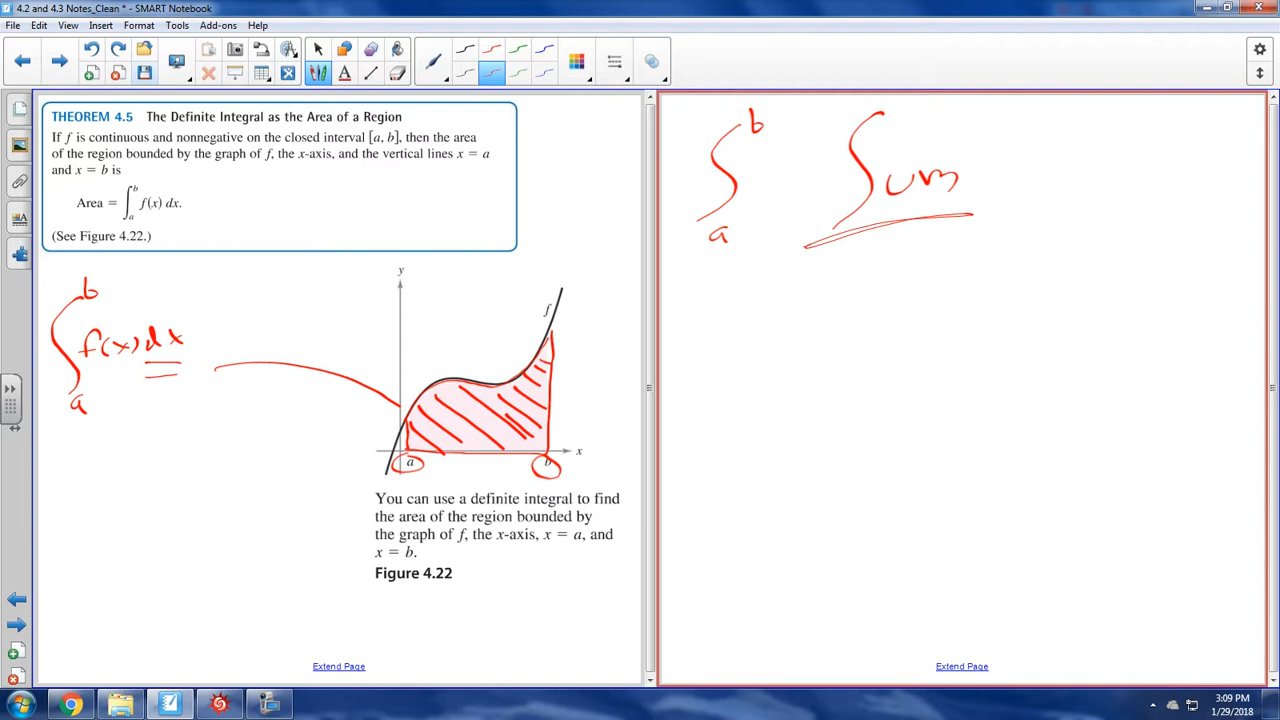 4.2 and 4.3 Notes_Clean * - SMART Notebook
File Edit View Insert Format Tools Add-ons Help
THEOREM 4.5 The Definite Integral as the Area of a Region
If f is continuous and nonnegative on the closed interval [a, b], then the area
of the region bounded by the graph of f, the x-axis, and the vertical lines x = a
and x = b is
Area = ∫_a^b f(x) dx.
(See Figure 4.22.)
∫_a^b f(x) dx
y
f
a b x
You can use a definite integral to find
the area of the region bounded by
the graph of f, the x-axis, x = a, and
x = b.
Figure 4.22
Extend Page
∫_a^b ∫um
Extend Page
3:09 PM
1/29/2018